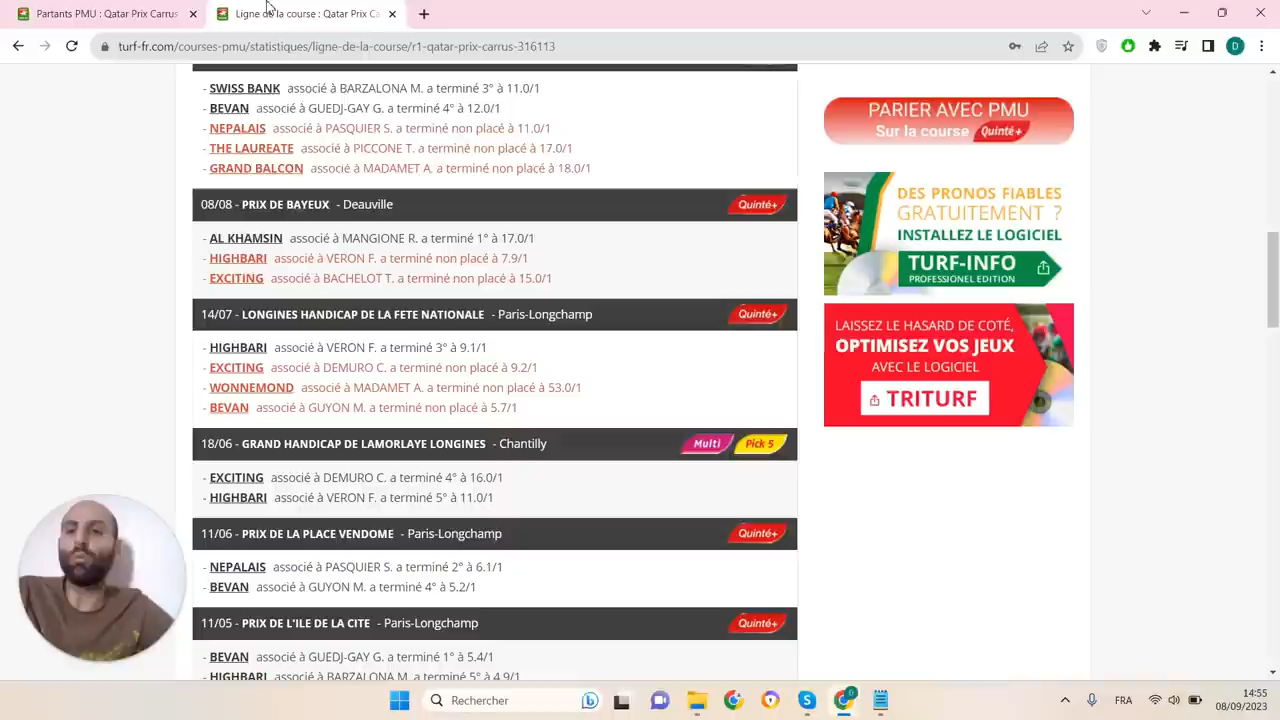 Qatar Prix Carrus - PMU : Qatar
Ligne de la course : Qatar Prix Ca
turf-fr.com/courses-pmu/statistiques/ligne-de-la-course/r1-qatar-prix-carrus-316113
D
- SWISS BANK associé à BARZALONA M. a terminé 3° à 11.0/1
- BEVAN associé à GUEDJ-GAY G. a terminé 4° à 12.0/1
- NEPALAIS associé à PASQUIER S. a terminé non placé à 11.0/1
- THE LAUREATE associé à PICCONE T. a terminé non placé à 17.0/1
- GRAND BALCON associé à MADAMET A. a terminé non placé à 18.0/1
08/08 - PRIX DE BAYEUX - Deauville
Quinté+
- AL KHAMSIN associé à MANGIONE R. a terminé 1° à 17.0/1
- HIGHBARI associé à VERON F. a terminé non placé à 7.9/1
- EXCITING associé à BACHELOT T. a terminé non placé à 15.0/1
14/07 - LONGINES HANDICAP DE LA FETE NATIONALE - Paris-Longchamp
Quinté+
- HIGHBARI associé à VERON F. a terminé 3° à 9.1/1
- EXCITING associé à DEMURO C. a terminé non placé à 9.2/1
- WONNEMOND associé à MADAMET A. a terminé non placé à 53.0/1
- BEVAN associé à GUYON M. a terminé non placé à 5.7/1
18/06 - GRAND HANDICAP DE LAMORLAYE LONGINES - Chantilly
Multi Pick 5
- EXCITING associé à DEMURO C. a terminé 4° à 16.0/1
- HIGHBARI associé à VERON F. a terminé 5° à 11.0/1
11/06 - PRIX DE LA PLACE VENDOME - Paris-Longchamp
Quinté+
- NEPALAIS associé à PASQUIER S. a terminé 2° à 6.1/1
- BEVAN associé à GUYON M. a terminé 4° à 5.2/1
11/05 - PRIX DE L'ILE DE LA CITE - Paris-Longchamp
Quinté+
- BEVAN associé à GUEDJ-GAY G. a terminé 1° à 5.4/1
- HIGHBARI associé à BARZALONA M. a terminé 5° à 4.9/1
PARIER AVEC PMU
Sur la course Quinté+
DES PRONOS FIABLES
GRATUITEMENT ?
INSTALLEZ LE LOGICIEL
TURF-INFO
PROFESSIONEL EDITION
LAISSEZ LE HASARD DE COTÉ,
OPTIMISEZ VOS JEUX
AVEC LE LOGICIEL
TRITURF
Rechercher
FRA
14:55
08/09/2023